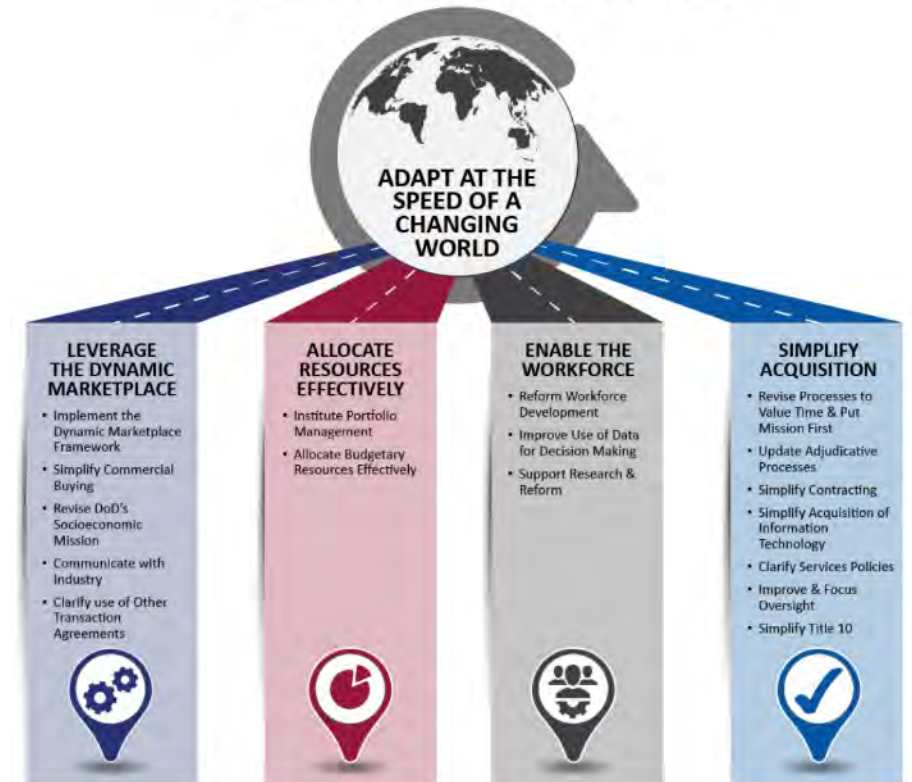 ADAPT AT THE
SPEED OF A
CHANGING
WORLD
LEVERAGE
THE DYNAMIC
MARKETPLACE
• Implement the
Dynamic Marketplace
Framework
• Simplify Commercial
Buying
• Revise DoD's
Socioeconomic
Mission
• Communicate with
Industry
• Clarify use of Other
Transaction
Agreements
ALLOCATE
RESOURCES
EFFECTIVELY
• Institute Portfolio
Management
• Allocate Budgetary
Resources Effectively
ENABLE THE
WORKFORCE
• Reform Workforce
Development
• Improve Use of Data
for Decision Making
• Support Research &
Reform
SIMPLIFY
ACQUISITION
• Revise Processes to
Value Time & Put
Mission First
• Update Adjudicative
Processes
• Simplify Contracting
• Simplify Acquisition of
Information
Technology
• Clarify Services Policies
• Improve & Focus
Oversight
• Simplify Title 10